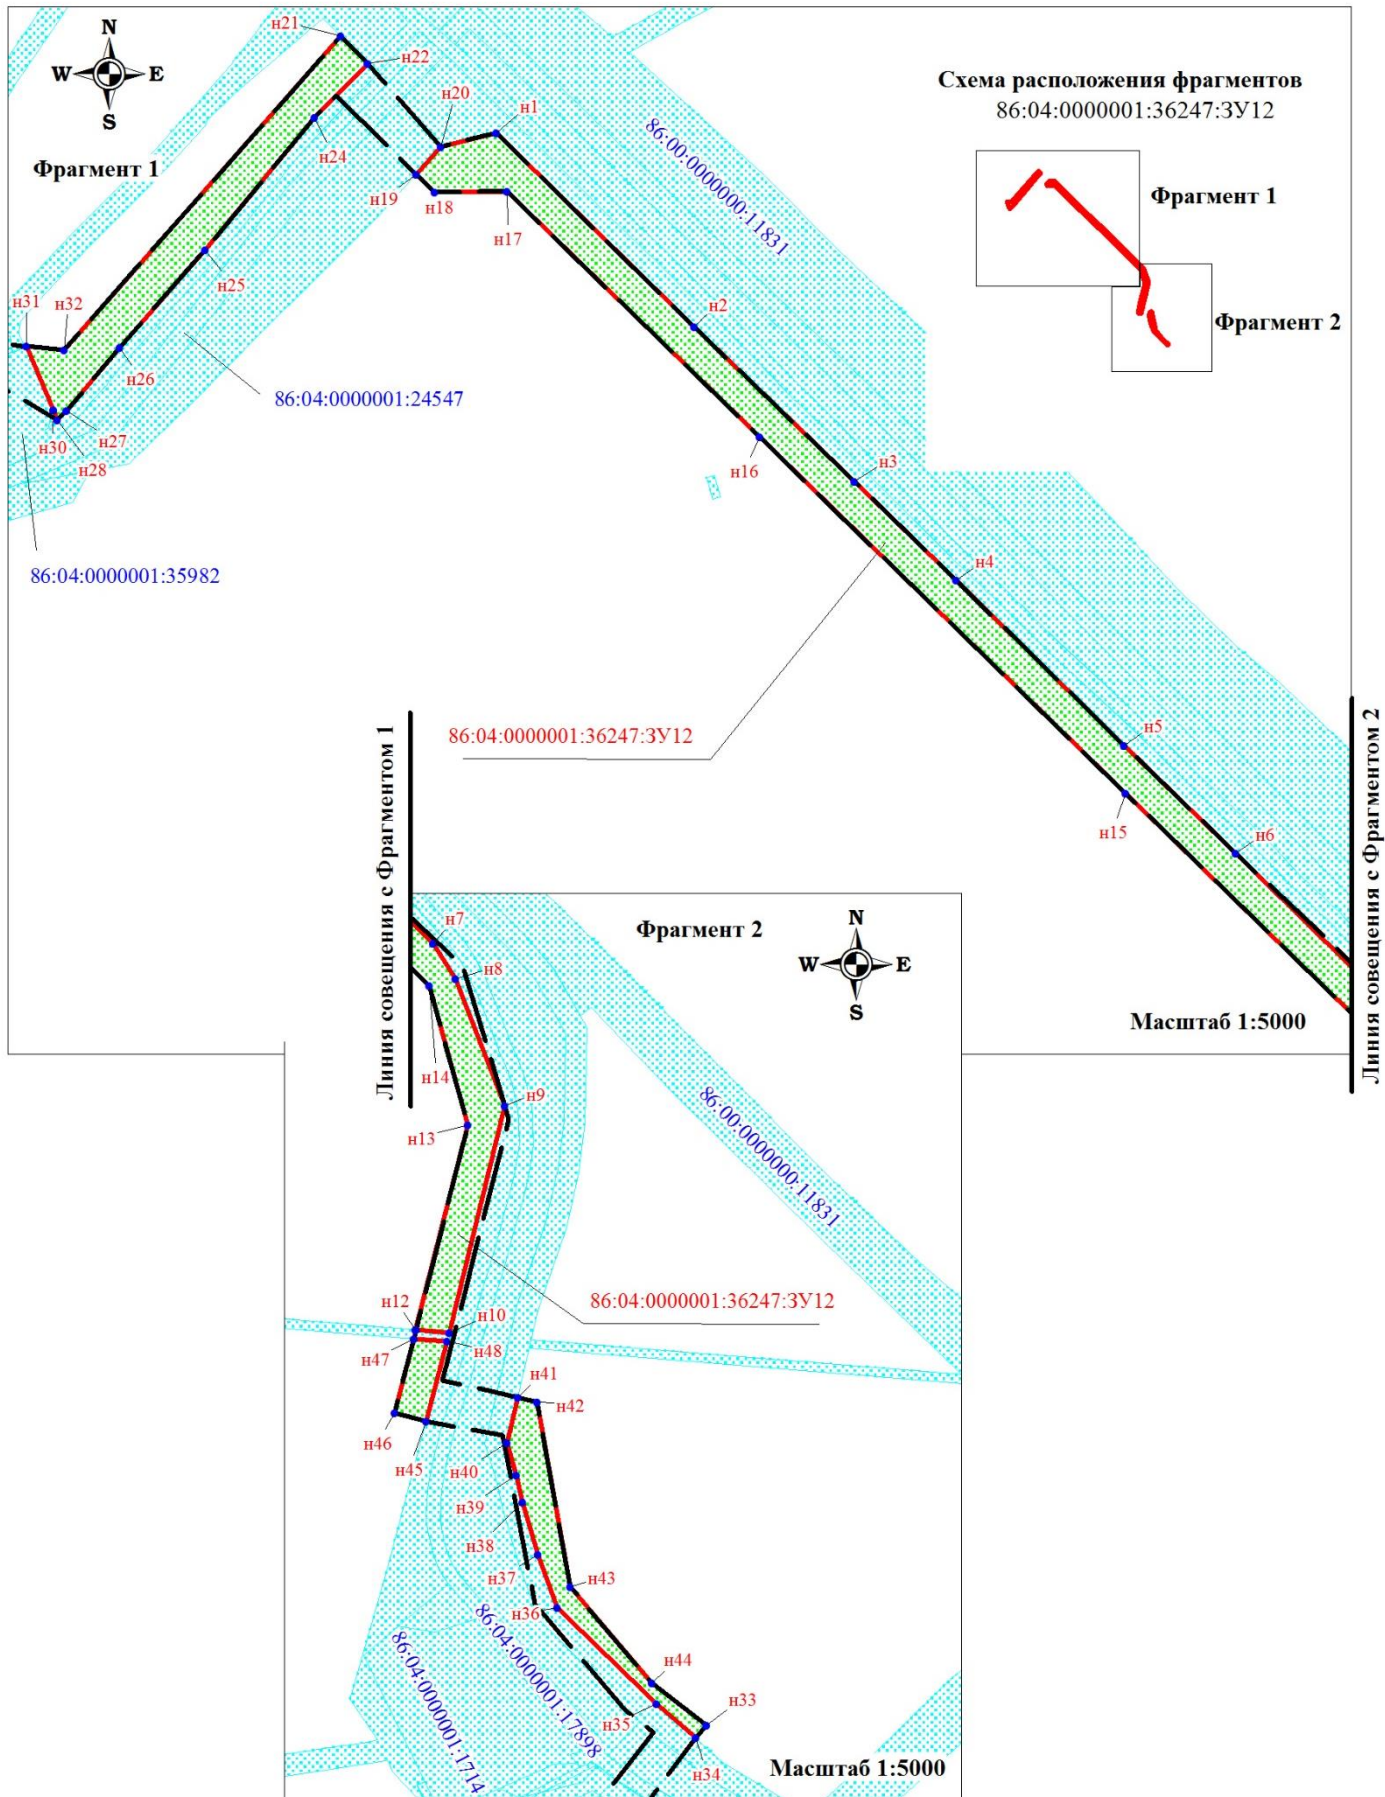 н21
N
W
E
S
Фрагмент 1
н22
н20
н1
86:00:0000000:11831
Схема расположения фрагментов
86:04:0000001:36247:ЗУ12
Фрагмент 1
Фрагмент 2
н24
н19
н18
н17
н25
н31
н32
н2
н26
86:04:0000001:24547
н30
н27
н28
н16
н3
86:04:0000001:35982
н4
86:04:0000001:36247:ЗУ12
н5
н15
н6
Линия совещения с Фрагментом 1
Линия совещения с Фрагментом 2
Масштаб 1:5000
Фрагмент 2
N
W
E
S
н7
н8
н14
н9
н13
86:00:0000000:11831
86:04:0000001:36247:ЗУ12
н12
н10
н47
н48
н41
н42
н46
н45
н40
н39
н38
н37
н43
н36
86:04:0000001:17898
86:04:0000001:1714
н44
н33
н35
н34
Масштаб 1:5000